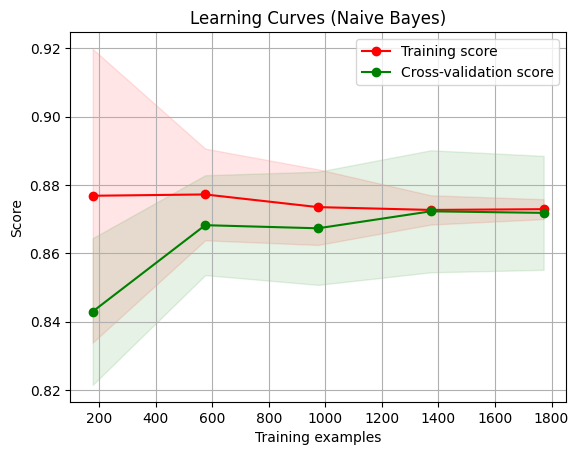 Learning Curves (Naive Bayes)
Training score
Cross-validation score
Score
0.92
0.90
0.88
0.86
0.84
0.82
200 400 600 800 1000 1200 1400 1600 1800
Training examples